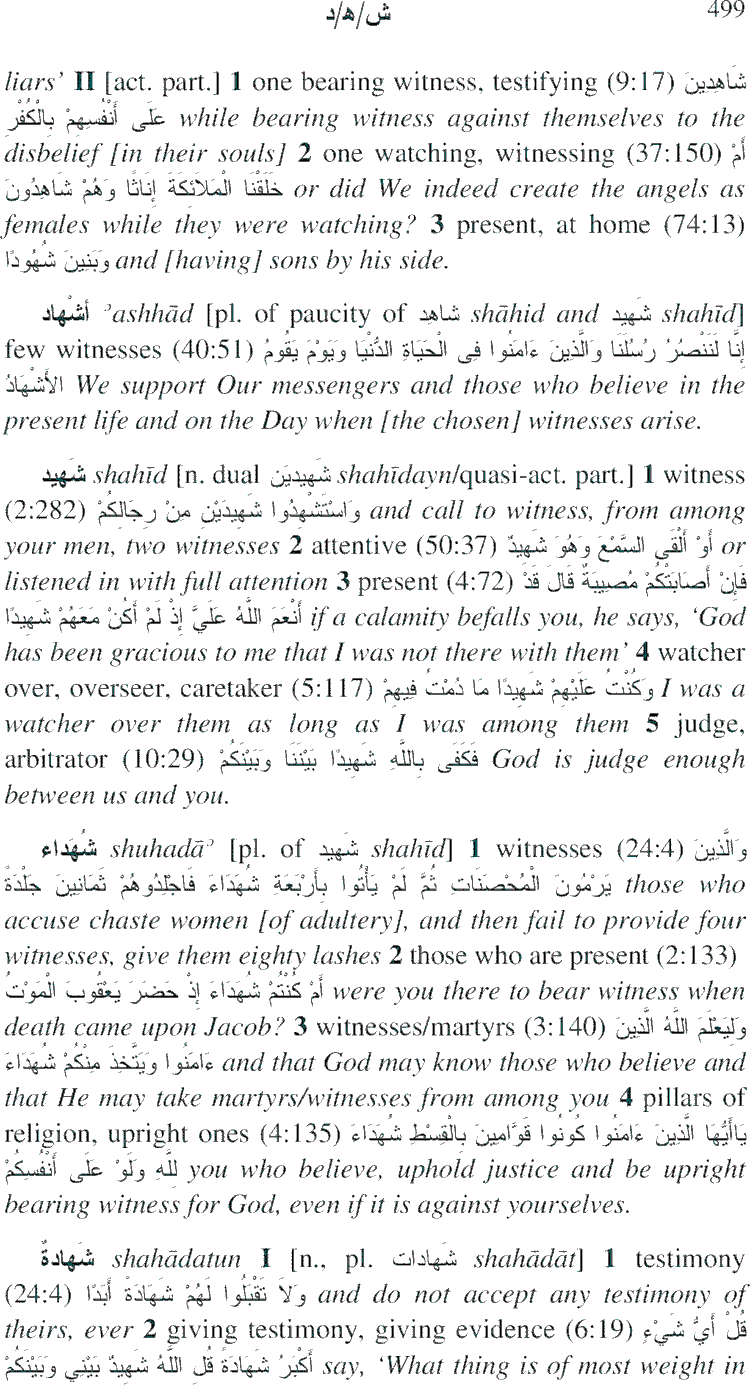 ش/ه/د 499
liars’ II [act. part.] 1 one bearing witness, testifying (9:17) شَاهِدِينَ
عَلَى أَنْفُسِهِمْ بِالْكُفْرِ while bearing witness against themselves to the
disbelief [in their souls] 2 one watching, witnessing (37:150) أَمْ
خَلَقْنَا الْمَلاَئِكَةَ إِنَاثًا وَهُمْ شَاهِدُونَ or did We indeed create the angels as
females while they were watching? 3 present, at home (74:13)
وَبَنِينَ شُهُودًا and [having] sons by his side.
أشْهاد ʾashhād [pl. of paucity of شاهِد shāhid and شَهِيد shahīd]
few witnesses (40:51) إِنَّا لَنَنْصُرُ رُسُلَنَا وَالَّذِينَ ءَامَنُوا فِي الْحَيَاةِ الدُّنْيَا وَيَوْمَ يَقُومُ
الأَشْهَادُ We support Our messengers and those who believe in the
present life and on the Day when [the chosen] witnesses arise.
شَهِيد shahīd [n. dual شَهِيدَيَن shahīdayn/quasi-act. part.] 1 witness
(2:282) وَاسْتَشْهِدُوا شَهِيدَيْنِ مِنْ رِجَالِكُمْ and call to witness, from among
your men, two witnesses 2 attentive (50:37) أَوْ أَلْقَى السَّمْعَ وَهُوَ شَهِيدٌ or
listened in with full attention 3 present (4:72) فَإِنْ أَصَابَتْكُمْ مُصِيبَةٌ قَالَ قَدْ
أَنْعَمَ اللَّهُ عَلَيَّ إِذْ لَمْ أَكُنْ مَعَهُمْ شَهِيدًا if a calamity befalls you, he says, ‘God
has been gracious to me that I was not there with them’ 4 watcher
over, overseer, caretaker (5:117) وَكُنْتُ عَلَيْهِمْ شَهِيدًا مَا دُمْتُ فِيهِمْ I was a
watcher over them as long as I was among them 5 judge,
arbitrator (10:29) فَكَفَى بِاللَّهِ شَهِيدًا بَيْنَنَا وَبَيْنَكُمْ God is judge enough
between us and you.
شُهَداء shuhadāʾ [pl. of شَهِيد shahīd] 1 witnesses (24:4) وَالَّذِينَ
يَرْمُونَ الْمُحْصَنَاتِ ثُمَّ لَمْ يَأْتُوا بِأَرْبَعَةِ شُهَدَاءَ فَاجْلِدُوهُمْ ثَمَانِينَ جَلْدَةً those who
accuse chaste women [of adultery], and then fail to provide four
witnesses, give them eighty lashes 2 those who are present (2:133)
أَمْ كُنْتُمْ شُهَدَاءَ إِذْ حَضَرَ يَعْقُوبَ الْمَوْتُ were you there to bear witness when
death came upon Jacob? 3 witnesses/martyrs (3:140) وَلِيَعْلَمَ اللَّهُ الَّذِينَ
ءَامَنُوا وَيَتَّخِذَ مِنْكُمْ شُهَدَاءَ and that God may know those who believe and
that He may take martyrs/witnesses from among you 4 pillars of
religion, upright ones (4:135) يَاأَيُّهَا الَّذِينَ ءَامَنُوا كُونُوا قَوَّامِينَ بِالْقِسْطِ شُهَدَاءَ
لِلَّهِ وَلَوْ عَلَى أَنْفُسِكُمْ you who believe, uphold justice and be upright
bearing witness for God, even if it is against yourselves.
شَهادةٌ shahādatun I [n., pl. شَهادات shahādāt] 1 testimony
(24:4) وَلاَ تَقْبَلُوا لَهُمْ شَهَادَةً أَبَدًا and do not accept any testimony of
theirs, ever 2 giving testimony, giving evidence (6:19) قُلْ أَيُّ شَيْءٍ
أَكْبَرُ شَهَادَةً قُلِ اللَّهُ شَهِيدٌ بَيْنِي وَبَيْنَكُمْ say, ‘What thing is of most weight in